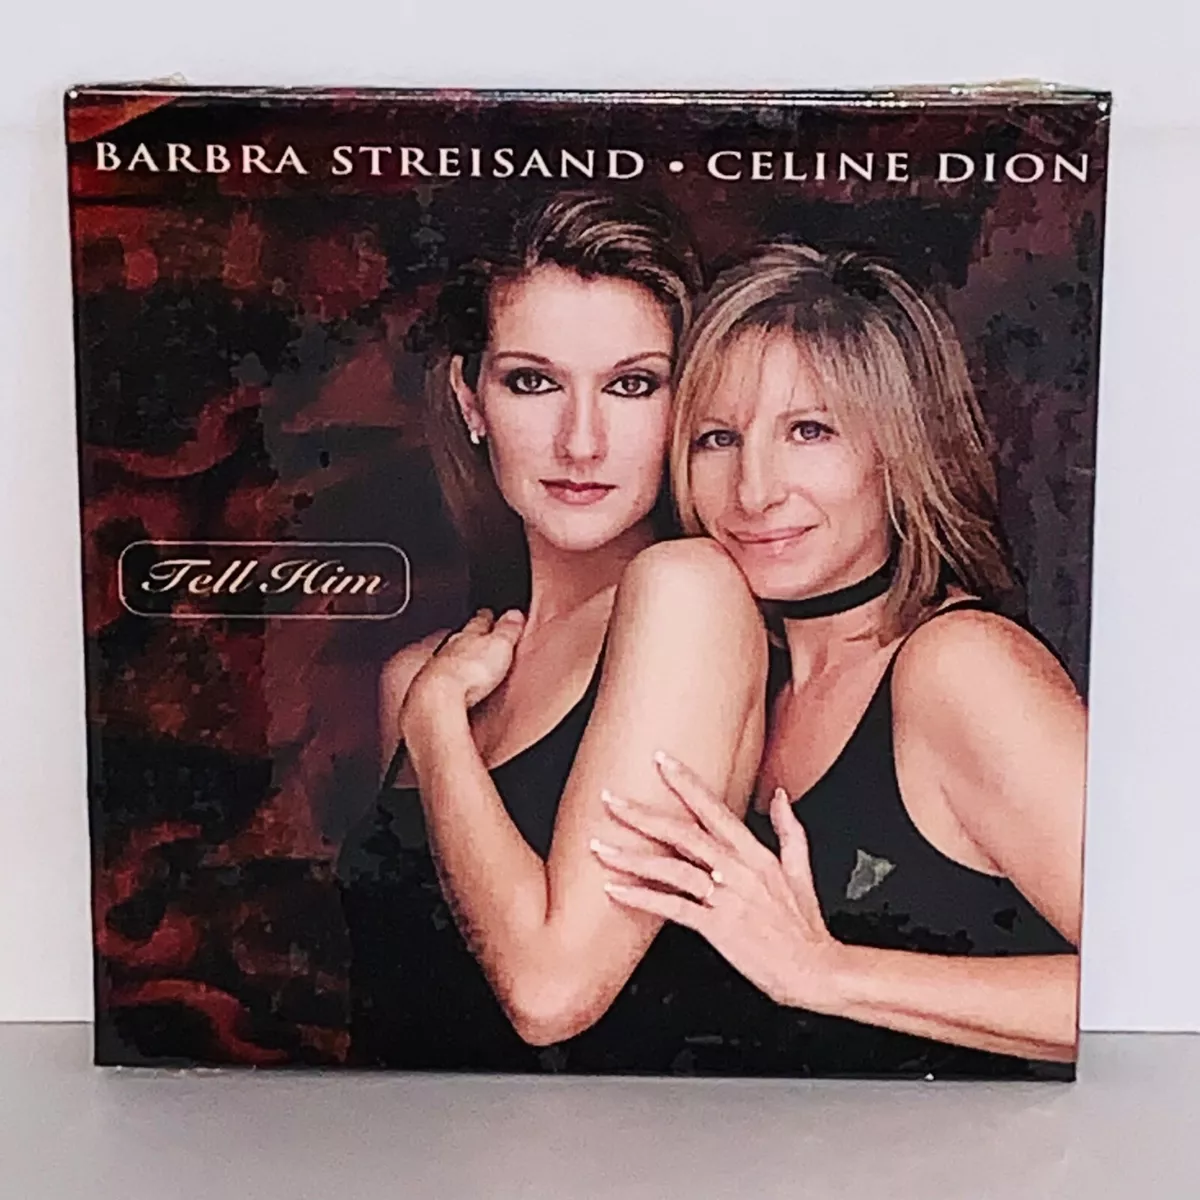 BARBRA STREISAND • CELINE DION
Tell Him